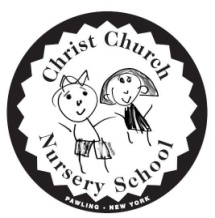 Christ Church
Nursery School
PAWLING • NEW YORK